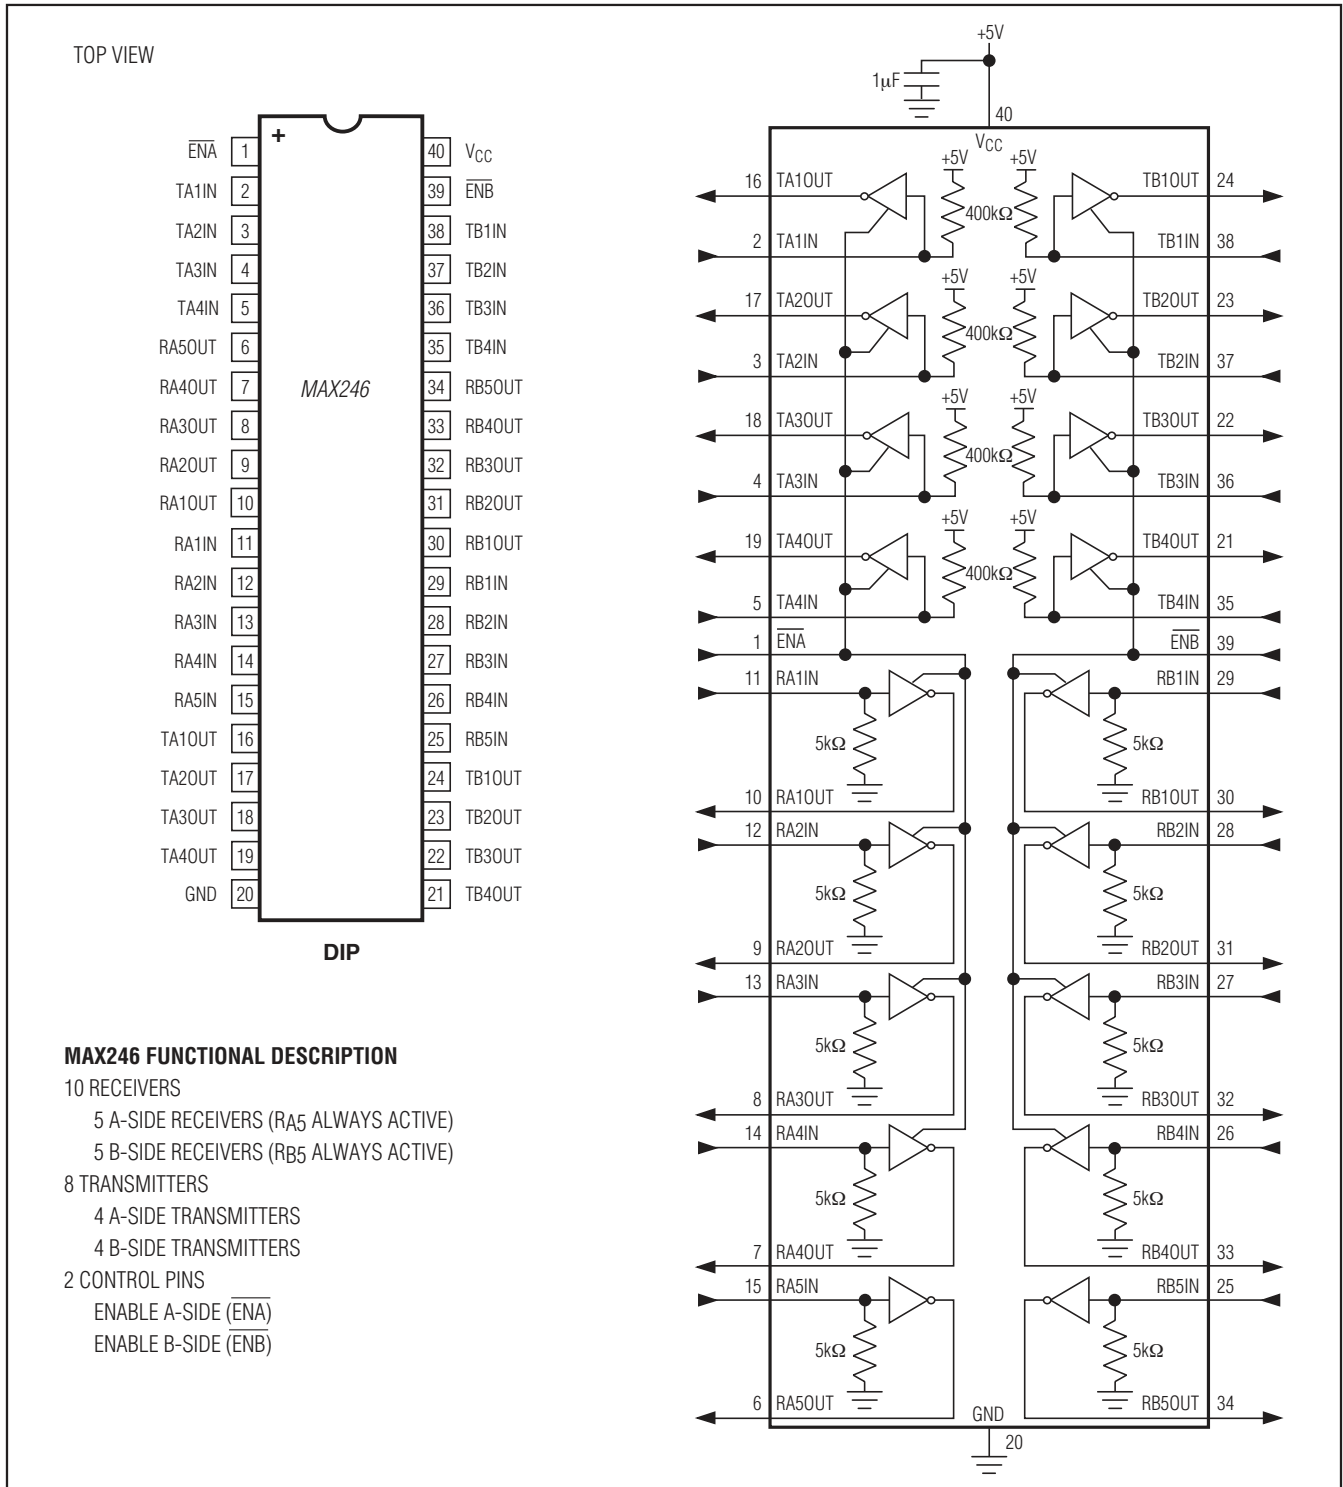 TOP VIEW
+
MAX246
ENA 1
TA1IN 2
TA2IN 3
TA3IN 4
TA4IN 5
RA5OUT 6
RA4OUT 7
RA3OUT 8
RA2OUT 9
RA1OUT 10
RA1IN 11
RA2IN 12
RA3IN 13
RA4IN 14
RA5IN 15
TA1OUT 16
TA2OUT 17
TA3OUT 18
TA4OUT 19
GND 20
40 VCC
39 ENB
38 TB1IN
37 TB2IN
36 TB3IN
35 TB4IN
34 RB5OUT
33 RB4OUT
32 RB3OUT
31 RB2OUT
30 RB1OUT
29 RB1IN
28 RB2IN
27 RB3IN
26 RB4IN
25 RB5IN
24 TB1OUT
23 TB2OUT
22 TB3OUT
21 TB4OUT
DIP
MAX246 FUNCTIONAL DESCRIPTION
10 RECEIVERS
5 A-SIDE RECEIVERS (RA5 ALWAYS ACTIVE)
5 B-SIDE RECEIVERS (RB5 ALWAYS ACTIVE)
8 TRANSMITTERS
4 A-SIDE TRANSMITTERS
4 B-SIDE TRANSMITTERS
2 CONTROL PINS
ENABLE A-SIDE (ENA)
ENABLE B-SIDE (ENB)
+5V
1µF
40
VCC
+5V +5V
16 TA1OUT TB1OUT 24
400kΩ
2 TA1IN TB1IN 38
+5V +5V
17 TA2OUT TB2OUT 23
400kΩ
3 TA2IN TB2IN 37
+5V +5V
18 TA3OUT TB3OUT 22
400kΩ
4 TA3IN TB3IN 36
+5V +5V
19 TA4OUT TB4OUT 21
400kΩ
5 TA4IN TB4IN 35
1 ENA ENB 39
11 RA1IN RB1IN 29
5kΩ 5kΩ
10 RA1OUT RB1OUT 30
12 RA2IN RB2IN 28
5kΩ 5kΩ
9 RA2OUT RB2OUT 31
13 RA3IN RB3IN 27
5kΩ 5kΩ
8 RA3OUT RB3OUT 32
14 RA4IN RB4IN 26
5kΩ 5kΩ
7 RA4OUT RB4OUT 33
15 RA5IN RB5IN 25
5kΩ 5kΩ
6 RA5OUT RB5OUT 34
GND
20